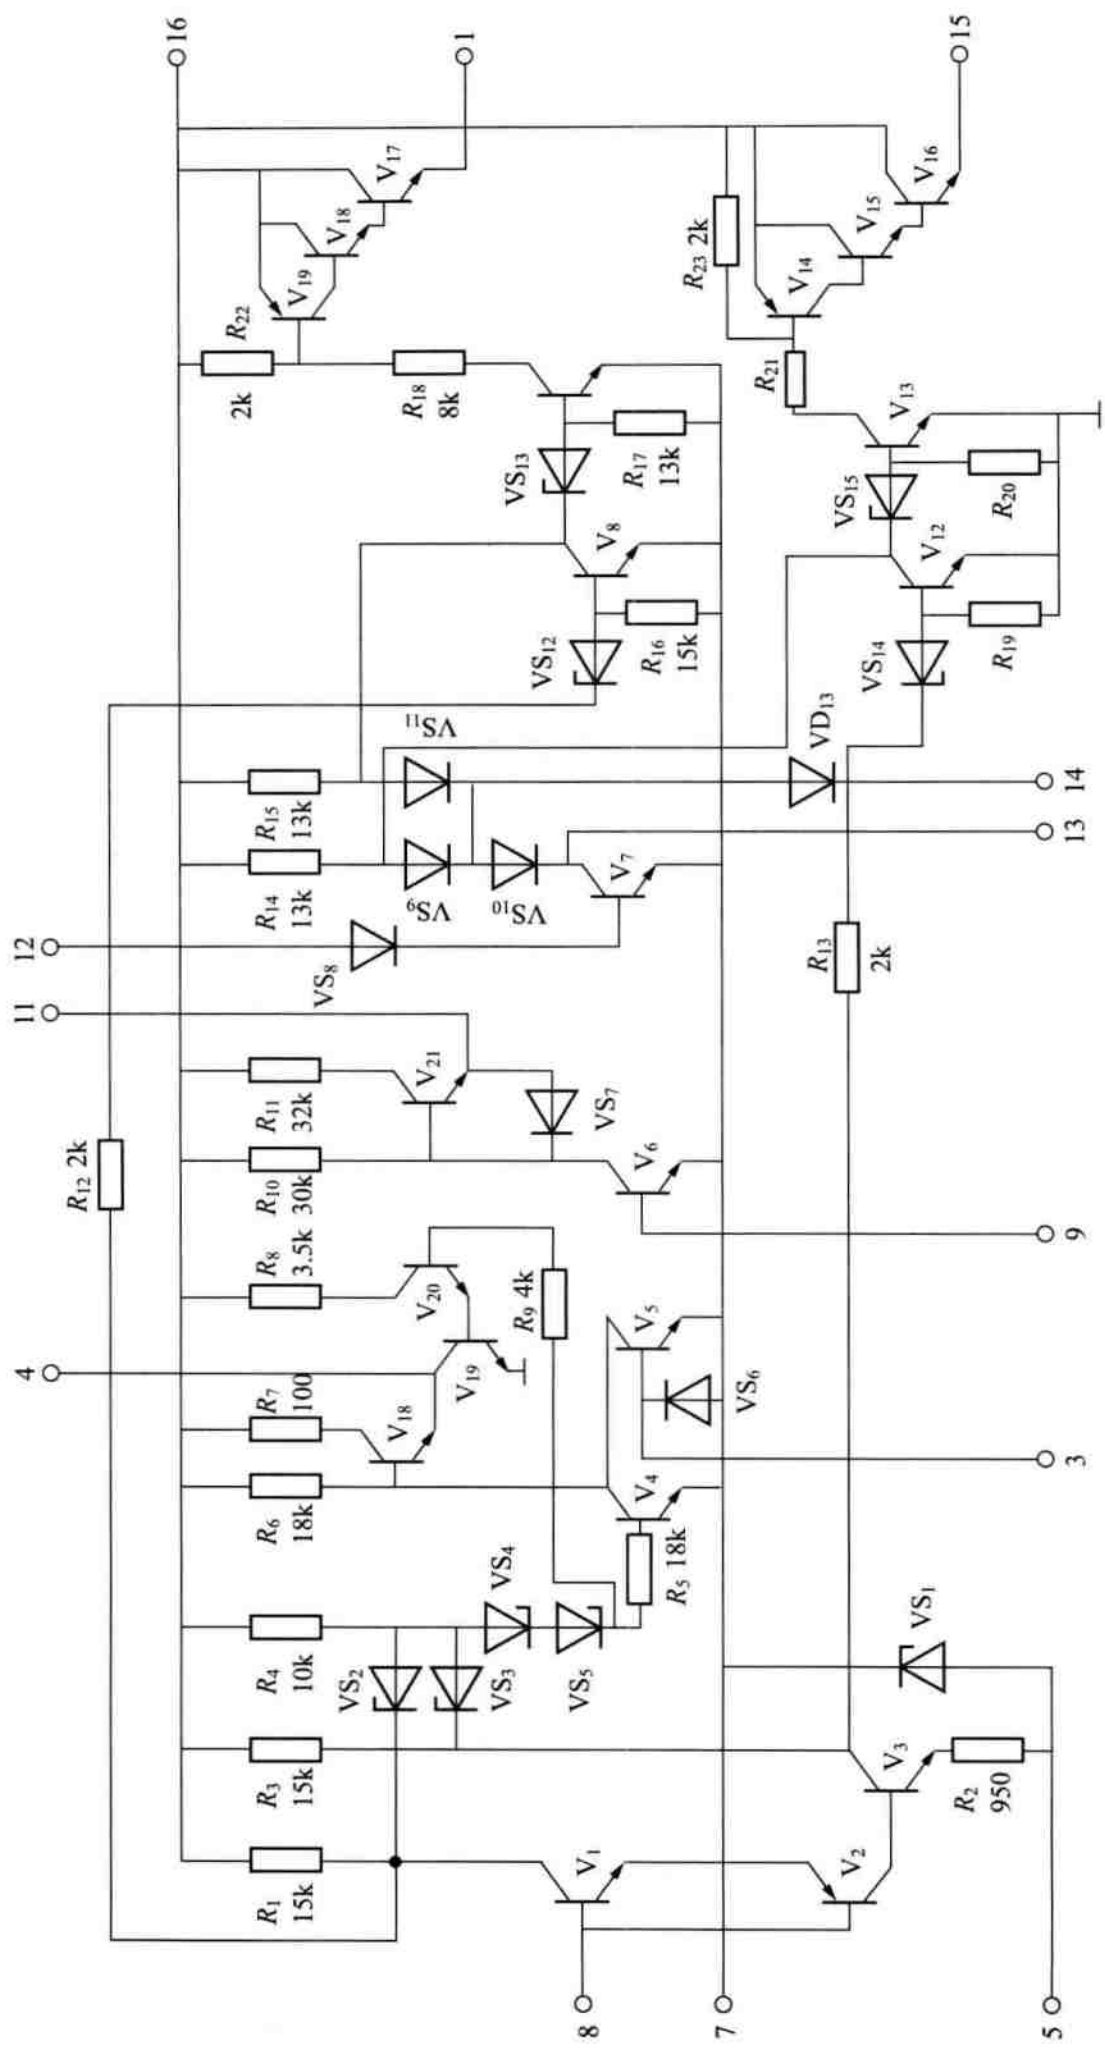 16
1
15
R₂₂
2k
V₁₉
V₁₈
V₁₇
R₁₈
8k
R₂₃ 2k
V₁₄
V₁₅
V₁₆
R₂₁
V₁₃
VS₁₃
R₁₇
13k
V₈
VS₁₂
R₁₆
15k
VS₁₅
R₂₀
V₁₂
VS₁₄
R₁₉
VS₁₁
VD₁₃
R₁₅
13k
R₁₄
13k
VS₉
VS₁₀
V₇
14
13
12
VS₈
R₁₃
2k
11
R₁₂ 2k
R₁₁
32k
V₂₁
VS₇
R₁₀
30k
V₆
9
R₈
3.5k
V₂₀
R₉ 4k
V₅
4
V₁₉
R₇
100
V₁₈
VS₆
3
R₆
18k
V₄
R₅ 18k
VS₄
VS₅
R₄
10k
VS₂
VS₃
VS₁
R₃
15k
V₃
R₂
950
R₁
15k
V₁
V₂
8
7
5